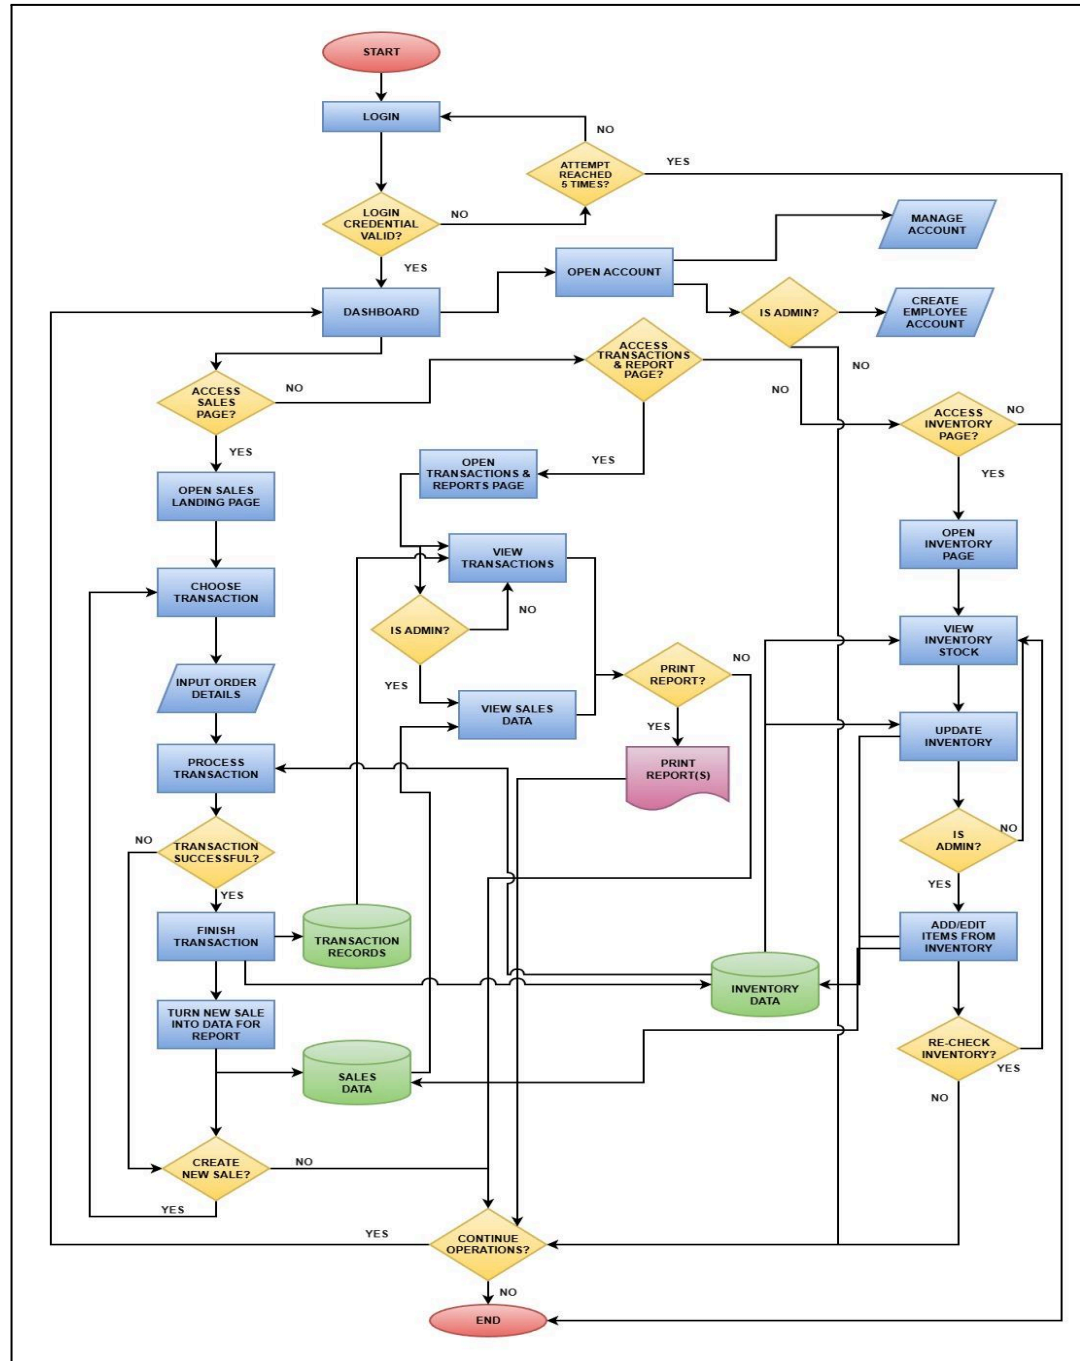 START
LOGIN
NO
YES
ATTEMPT
REACHED
5 TIMES?
LOGIN
CREDENTIAL
VALID?
NO
MANAGE
ACCOUNT
YES
OPEN ACCOUNT
DASHBOARD
IS ADMIN?
CREATE
EMPLOYEE
ACCOUNT
ACCESS
TRANSACTIONS
& REPORT
PAGE?
NO
ACCESS
SALES
PAGE?
NO
NO
ACCESS
INVENTORY
PAGE?
NO
YES
YES
YES
OPEN SALES
LANDING PAGE
OPEN
TRANSACTIONS &
REPORTS PAGE
OPEN
INVENTORY
PAGE
VIEW
TRANSACTIONS
CHOOSE
TRANSACTION
NO
IS ADMIN?
VIEW
INVENTORY
STOCK
PRINT
REPORT?
NO
INPUT ORDER
DETAILS
YES
VIEW SALES
DATA
YES
UPDATE
INVENTORY
PROCESS
TRANSACTION
PRINT
REPORT(S)
NO
TRANSACTION
SUCCESSFUL?
IS
ADMIN?
NO
YES
YES
FINISH
TRANSACTION
TRANSACTION
RECORDS
ADD/EDIT
ITEMS FROM
INVENTORY
INVENTORY
DATA
TURN NEW SALE
INTO DATA FOR
REPORT
RE-CHECK
INVENTORY?
YES
SALES
DATA
NO
CREATE
NEW SALE?
NO
YES
YES
CONTINUE
OPERATIONS?
NO
END